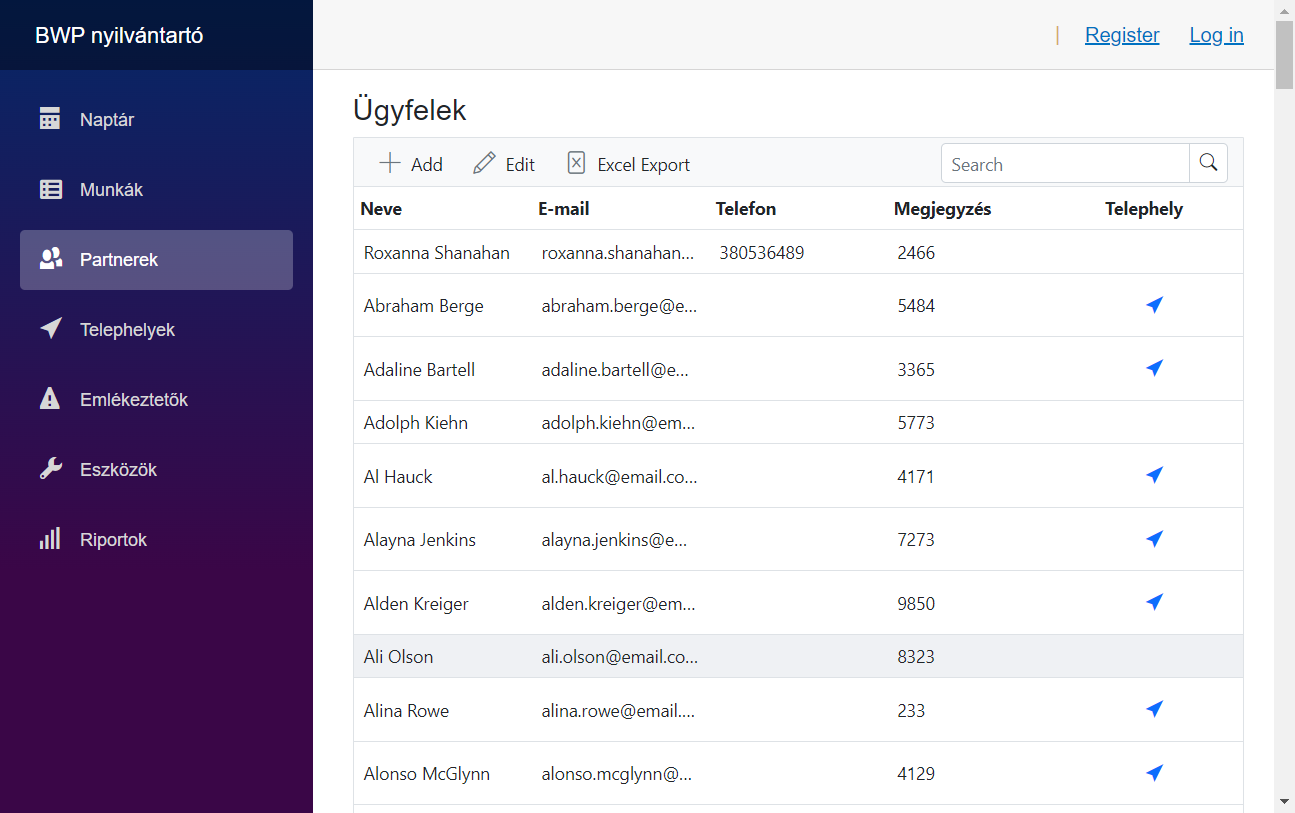 BWP nyilvántartó
| Register Log in
Naptár
Munkák
Partnerek
Telephelyek
Emlékeztetők
Eszközök
Riportok
Ügyfelek
Add Edit Excel Export Search
Neve E-mail Telefon Megjegyzés Telephely
Roxanna Shanahan roxanna.shanahan... 380536489 2466
Abraham Berge abraham.berge@e... 5484
Adaline Bartell adaline.bartell@e... 3365
Adolph Kiehn adolph.kiehn@em... 5773
Al Hauck al.hauck@email.co... 4171
Alayna Jenkins alayna.jenkins@e... 7273
Alden Kreiger alden.kreiger@em... 9850
Ali Olson ali.olson@email.co... 8323
Alina Rowe alina.rowe@email.... 233
Alonso McGlynn alonso.mcglynn@... 4129